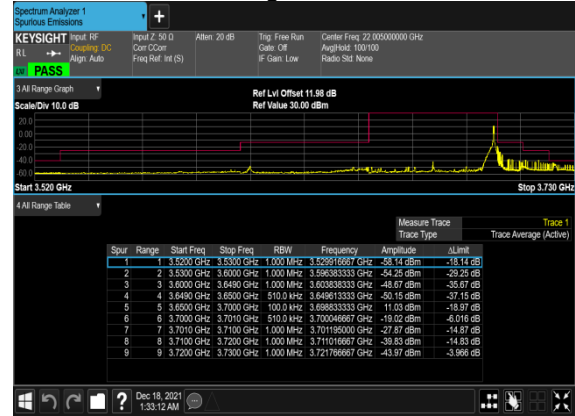 Spectrum Analyzer 1
Spurious Emissions
KEYSIGHT Input: RF Input Z: 50 Ω Atten: 20 dB Trig: Free Run Center Freq: 22.005000000 GHz
RL Coupling: DC Corr CCorr Gate: Off Avg|Hold: 100/100
Align: Auto Freq Ref: Int (S) IF Gain: Low Radio Std: None
PASS
3 All Range Graph
Ref Lvl Offset 11.98 dB
Scale/Div 10.0 dB Ref Value 30.00 dBm
20.0
0.00
-20.0
-40.0
-60.0
Start 3.520 GHz Stop 3.730 GHz
4 All Range Table
Measure Trace Trace 1
Trace Type Trace Average (Active)
Spur Range Start Freq Stop Freq RBW Frequency Amplitude ΔLimit
1 1 3.5200 GHz 3.5300 GHz 1.000 MHz 3.529916667 GHz -58.14 dBm -18.14 dB
2 2 3.5300 GHz 3.6000 GHz 1.000 MHz 3.596383333 GHz -54.25 dBm -29.25 dB
3 3 3.6000 GHz 3.6490 GHz 1.000 MHz 3.603838333 GHz -48.67 dBm -35.67 dB
4 4 3.6490 GHz 3.6500 GHz 510.0 kHz 3.649613333 GHz -50.15 dBm -37.15 dB
5 5 3.6500 GHz 3.7000 GHz 100.0 kHz 3.698833333 GHz 11.03 dBm -18.97 dB
6 6 3.7000 GHz 3.7010 GHz 510.0 kHz 3.700046667 GHz -19.02 dBm -6.016 dB
7 7 3.7010 GHz 3.7100 GHz 1.000 MHz 3.701195000 GHz -27.87 dBm -14.87 dB
8 8 3.7100 GHz 3.7200 GHz 1.000 MHz 3.711016667 GHz -39.83 dBm -14.83 dB
9 9 3.7200 GHz 3.7300 GHz 1.000 MHz 3.721766667 GHz -43.97 dBm -3.966 dB
Dec 18, 2021
1:33:12 AM